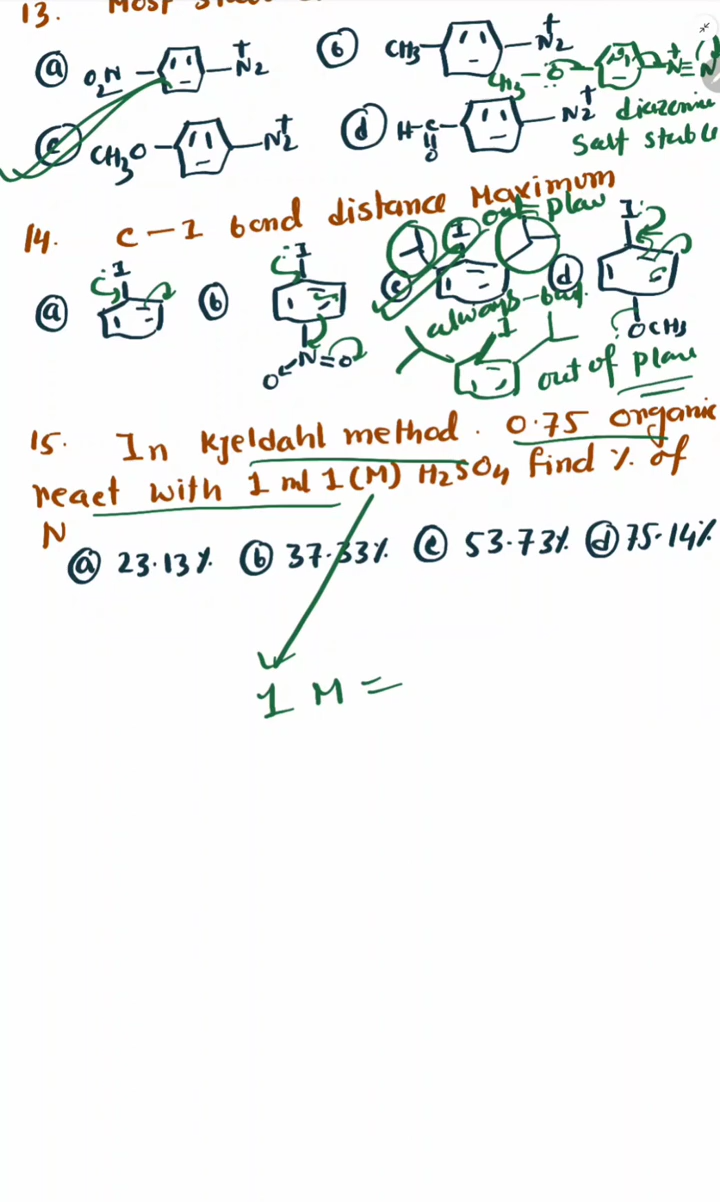 13. Most
(a) O2N – – N2+ (b) CH3 – – N2+
CH3 – Ö – N+≡N
(c) CH3O – – N2+ (d) H–C– – N2+ diazonium
O salt stable
14. C–I bond distance Maximum
out plan
(a) I (b) I (c) I (d) I
always
N=O O OCH3
I out of plane
15. In Kjeldahl method. 0.75 organic
react with 1 ml 1(M) H2SO4 find % of
N
(a) 23.13% (b) 37.33% (c) 53.73% (d) 75.14%
1 M =